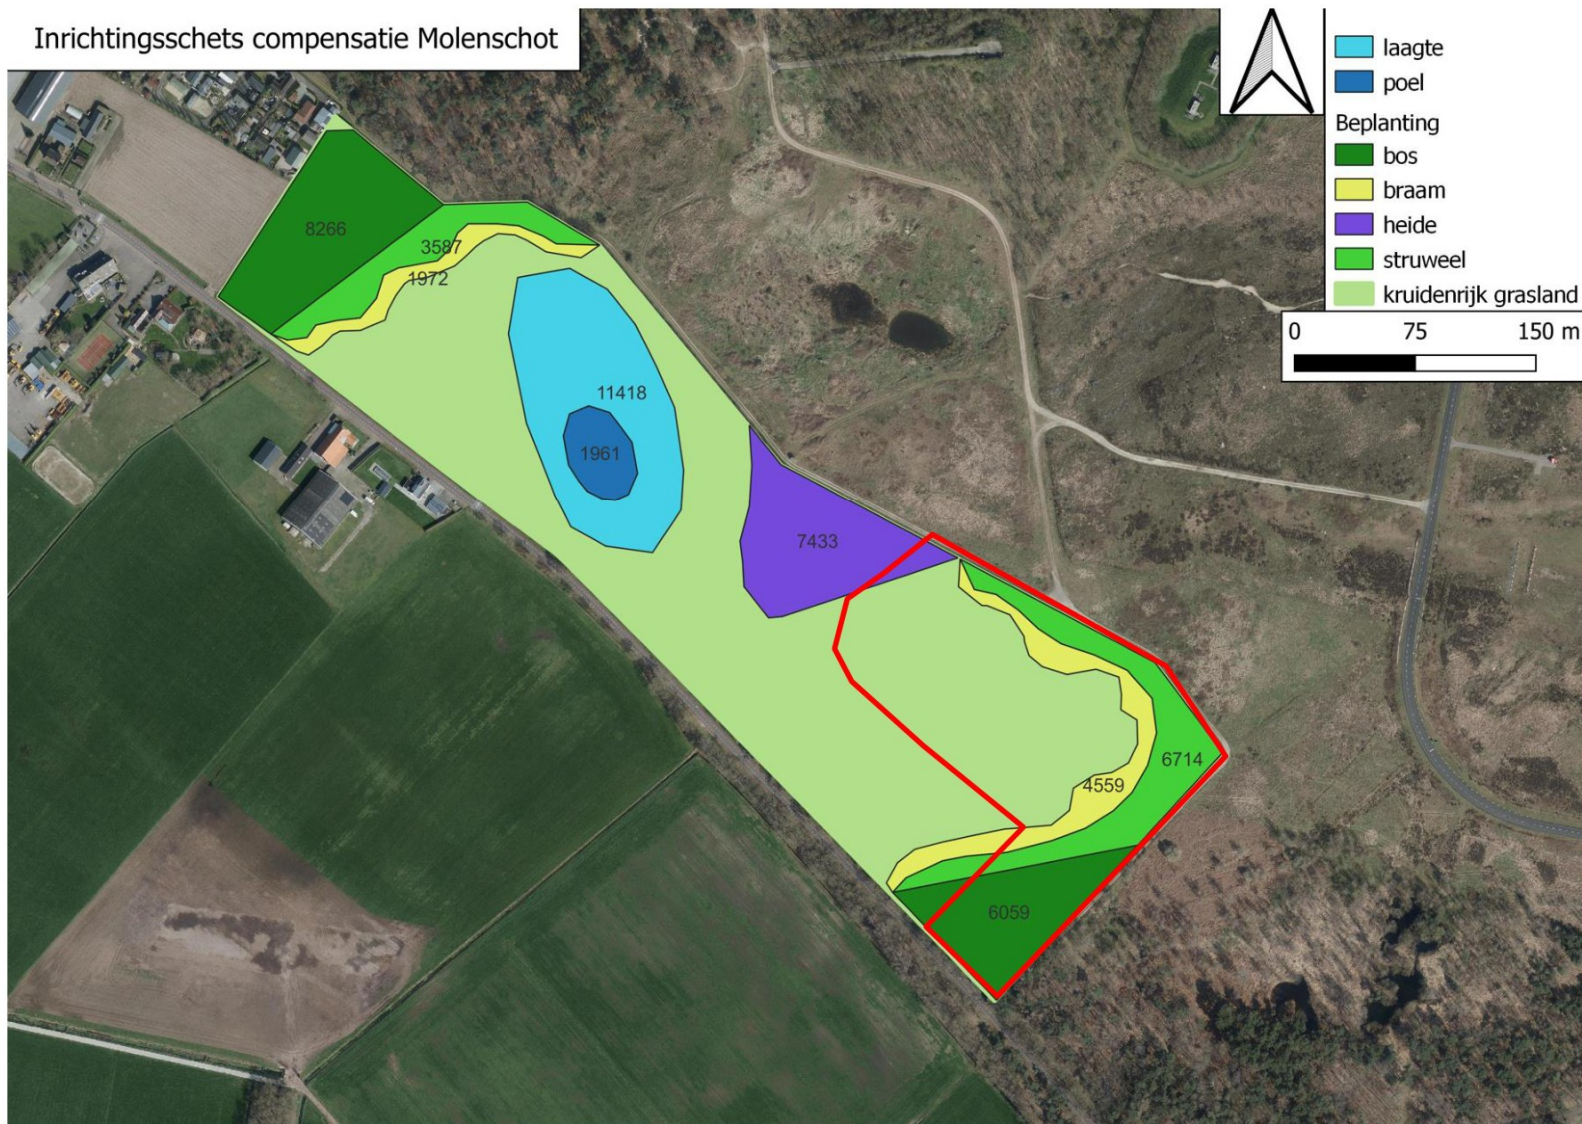 Inrichtingsschets compensatie Molenschot
laagte
poel
Beplanting
bos
braam
heide
struweel
kruidenrijk grasland
0 75 150 m
8266
3587
1972
11418
1961
7433
6714
4559
6059